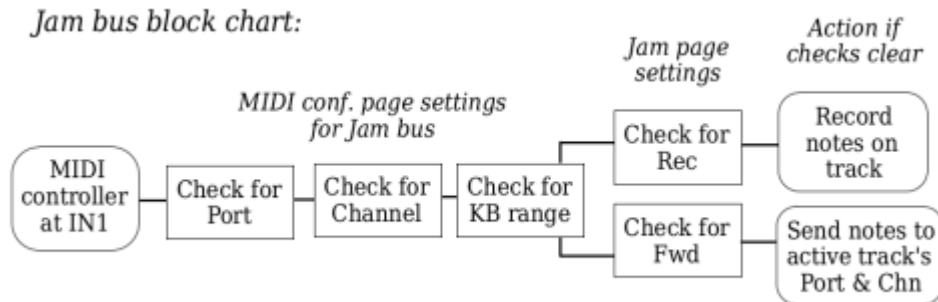 Jam bus block chart:
Action if
checks clear
Jam page
settings
MIDI conf. page settings
for Jam bus
MIDI
controller
at IN1
Check for
Port
Check for
Channel
Check for
KB range
Check for
Rec
Record
notes on
track
Check for
Fwd
Send notes to
active track's
Port & Chn